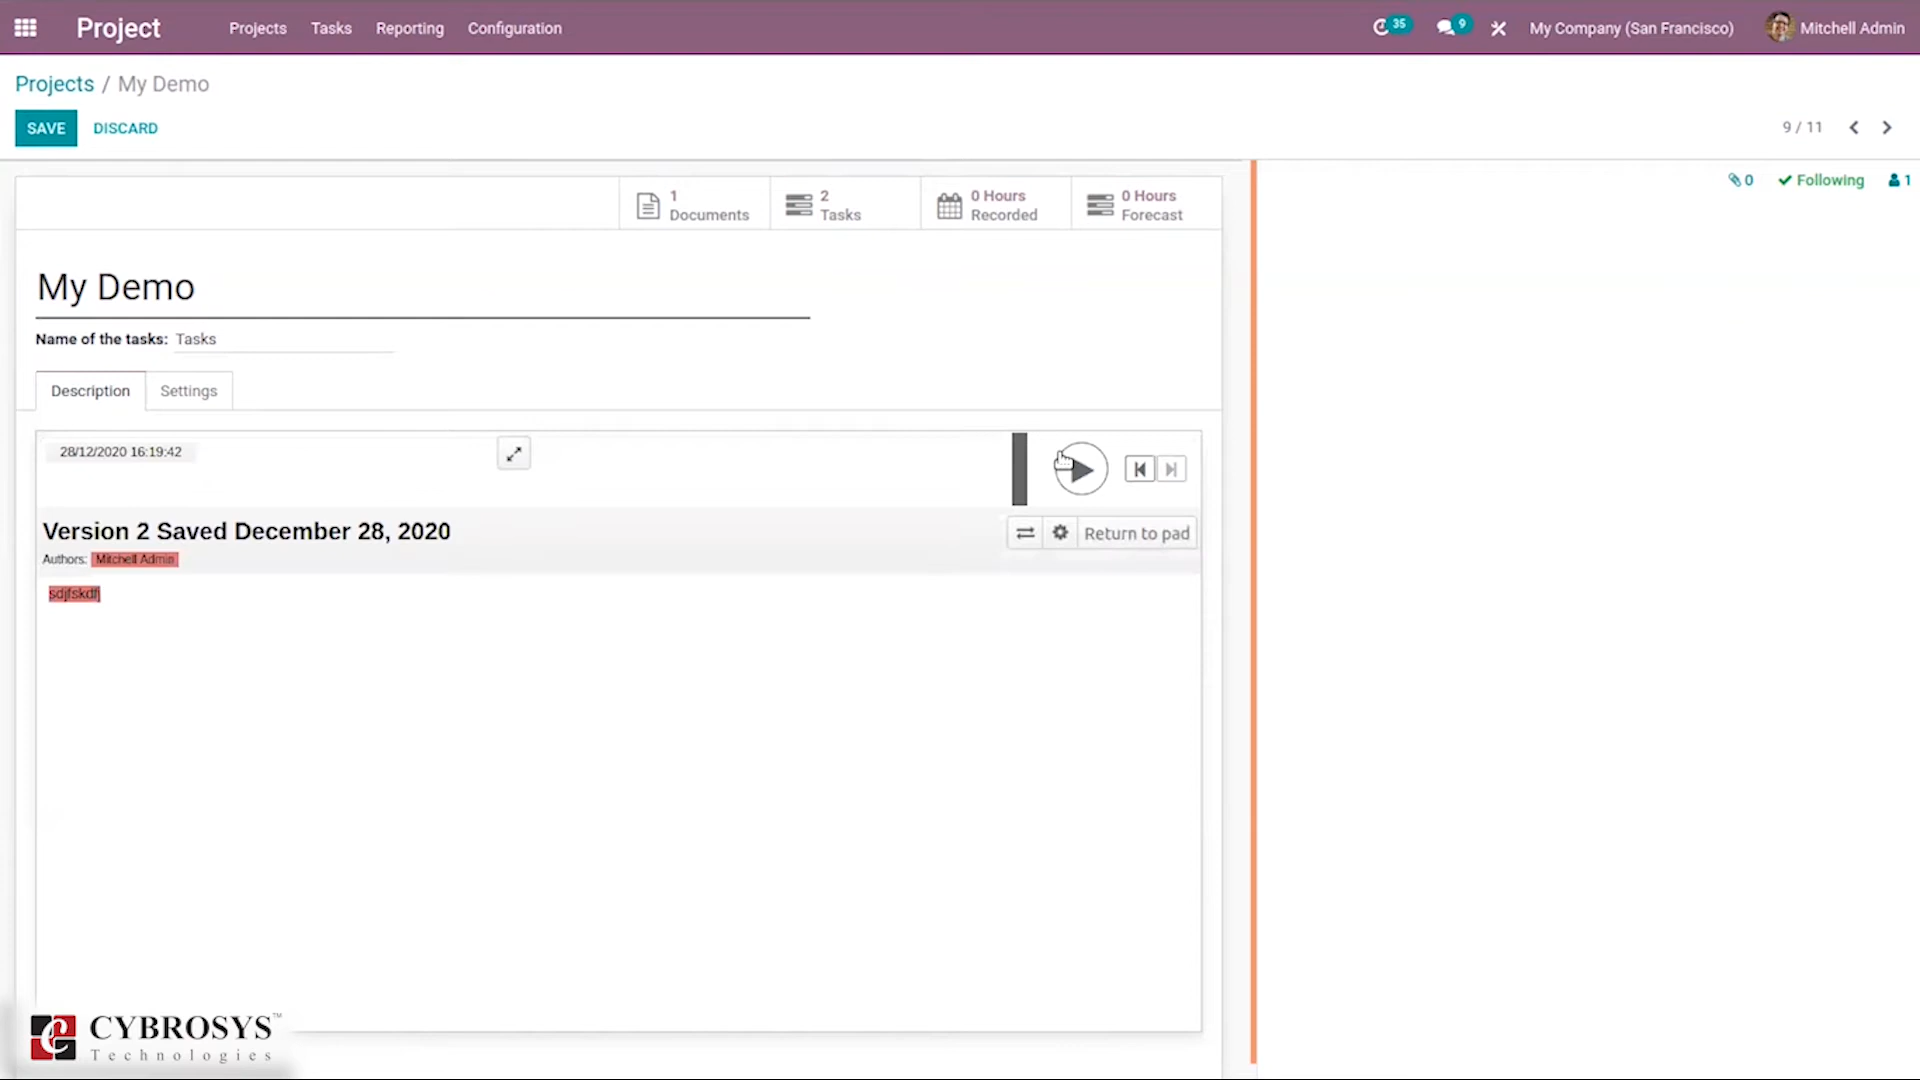 Project Projects Tasks Reporting Configuration 35 9 My Company (San Francisco) Mitchell Admin
Projects / My Demo
SAVE DISCARD 9 / 11
0 Following 1
1 Documents
2 Tasks
0 Hours Recorded
0 Hours Forecast
My Demo
Name of the tasks: Tasks
Description Settings
28/12/2020 16:19:42
Version 2 Saved December 28, 2020
Return to pad
Authors: Mitchell Admin
sdjfskdfj
CYBROSYS™
Technologies